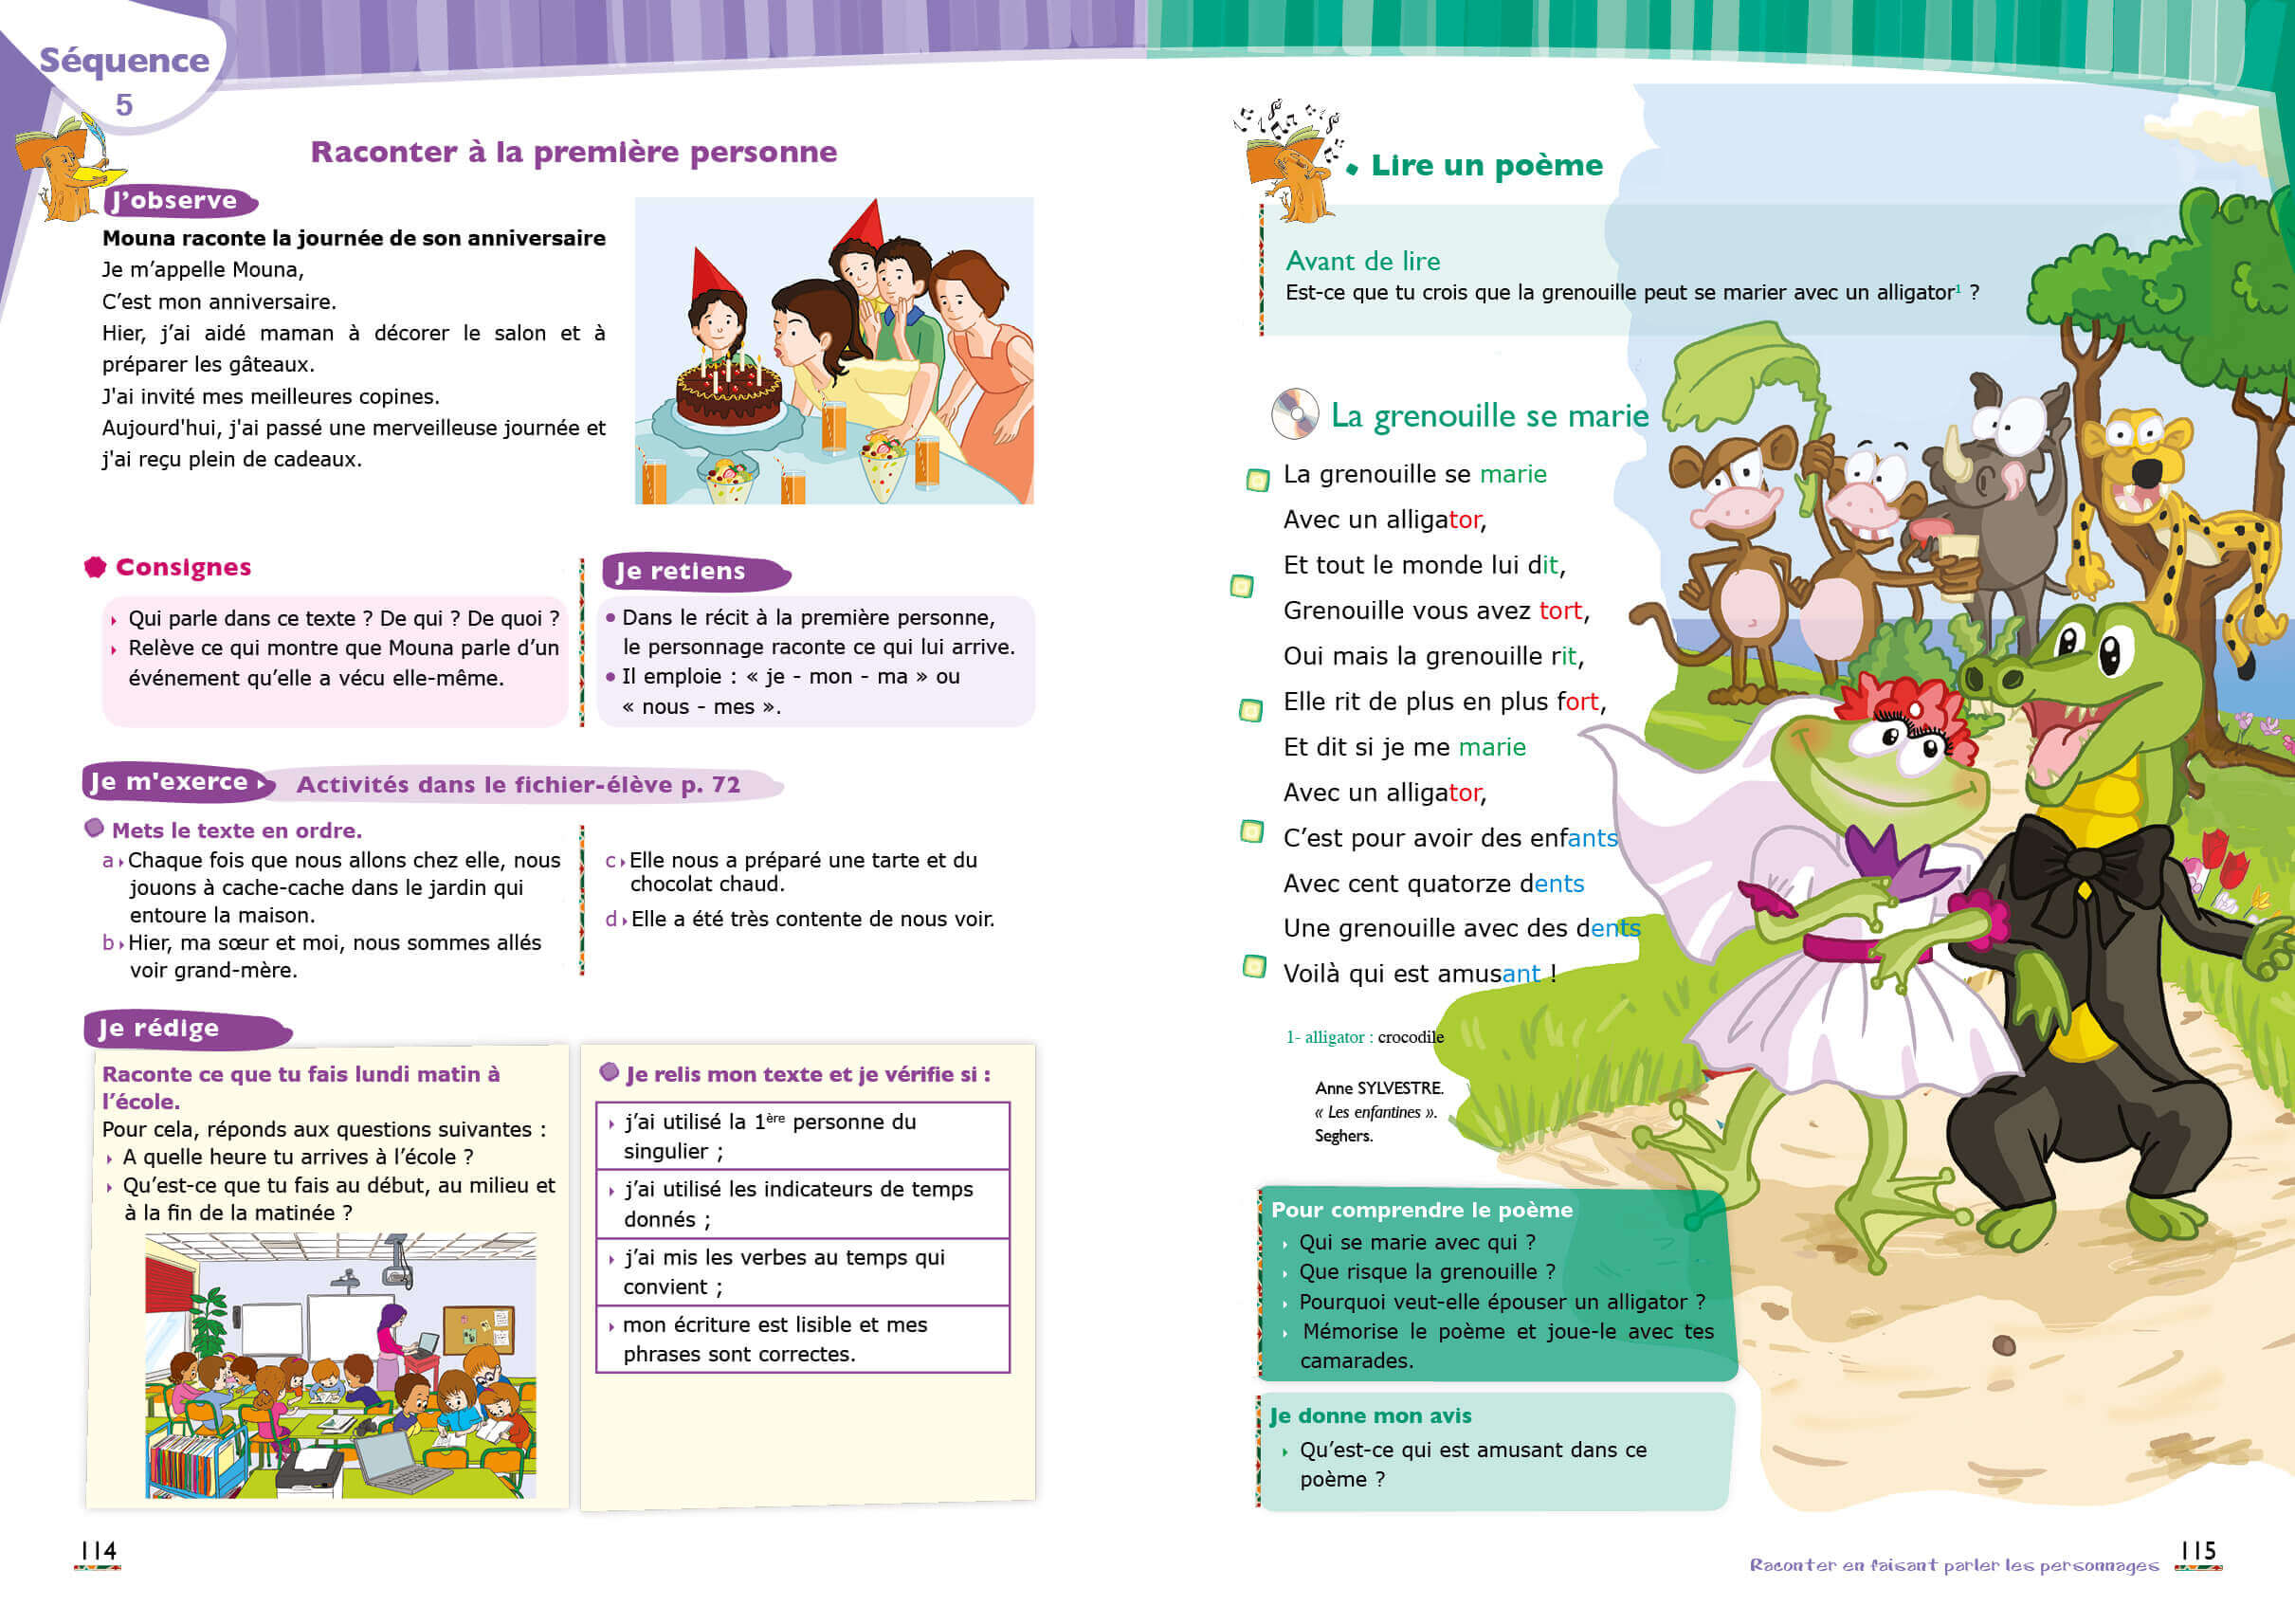 Séquence
5
Raconter à la première personne
J’observe
Mouna raconte la journée de son anniversaire
Je m’appelle Mouna,
C’est mon anniversaire.
Hier, j’ai aidé maman à décorer le salon et à
préparer les gâteaux.
J'ai invité mes meilleures copines.
Aujourd'hui, j'ai passé une merveilleuse journée et
j'ai reçu plein de cadeaux.
Consignes
Qui parle dans ce texte ? De qui ? De quoi ?
Relève ce qui montre que Mouna parle d’un
événement qu’elle a vécu elle-même.
Je retiens
• Dans le récit à la première personne,
le personnage raconte ce qui lui arrive.
• Il emploie : « je - mon - ma » ou
« nous - mes ».
Je m'exerce
Activités dans le fichier-élève p. 72
Mets le texte en ordre.
a Chaque fois que nous allons chez elle, nous
jouons à cache-cache dans le jardin qui
entoure la maison.
b Hier, ma sœur et moi, nous sommes allés
voir grand-mère.
c Elle nous a préparé une tarte et du
chocolat chaud.
d Elle a été très contente de nous voir.
Je rédige
Raconte ce que tu fais lundi matin à
l’école.
Pour cela, réponds aux questions suivantes :
A quelle heure tu arrives à l’école ?
Qu’est-ce que tu fais au début, au milieu et
à la fin de la matinée ?
Je relis mon texte et je vérifie si :
j’ai utilisé la 1ère personne du
singulier ;
j’ai utilisé les indicateurs de temps
donnés ;
j’ai mis les verbes au temps qui
convient ;
mon écriture est lisible et mes
phrases sont correctes.
114
Lire un poème
Avant de lire
Est-ce que tu crois que la grenouille peut se marier avec un alligator¹ ?
La grenouille se marie
La grenouille se marie
Avec un alligator,
Et tout le monde lui dit,
Grenouille vous avez tort,
Oui mais la grenouille rit,
Elle rit de plus en plus fort,
Et dit si je me marie
Avec un alligator,
C’est pour avoir des enfants
Avec cent quatorze dents
Une grenouille avec des dents
Voilà qui est amusant !
1- alligator : crocodile
Anne SYLVESTRE.
« Les enfantines ».
Seghers.
Pour comprendre le poème
Qui se marie avec qui ?
Que risque la grenouille ?
Pourquoi veut-elle épouser un alligator ?
Mémorise le poème et joue-le avec tes
camarades.
Je donne mon avis
Qu’est-ce qui est amusant dans ce
poème ?
Raconter en faisant parler les personnages
115